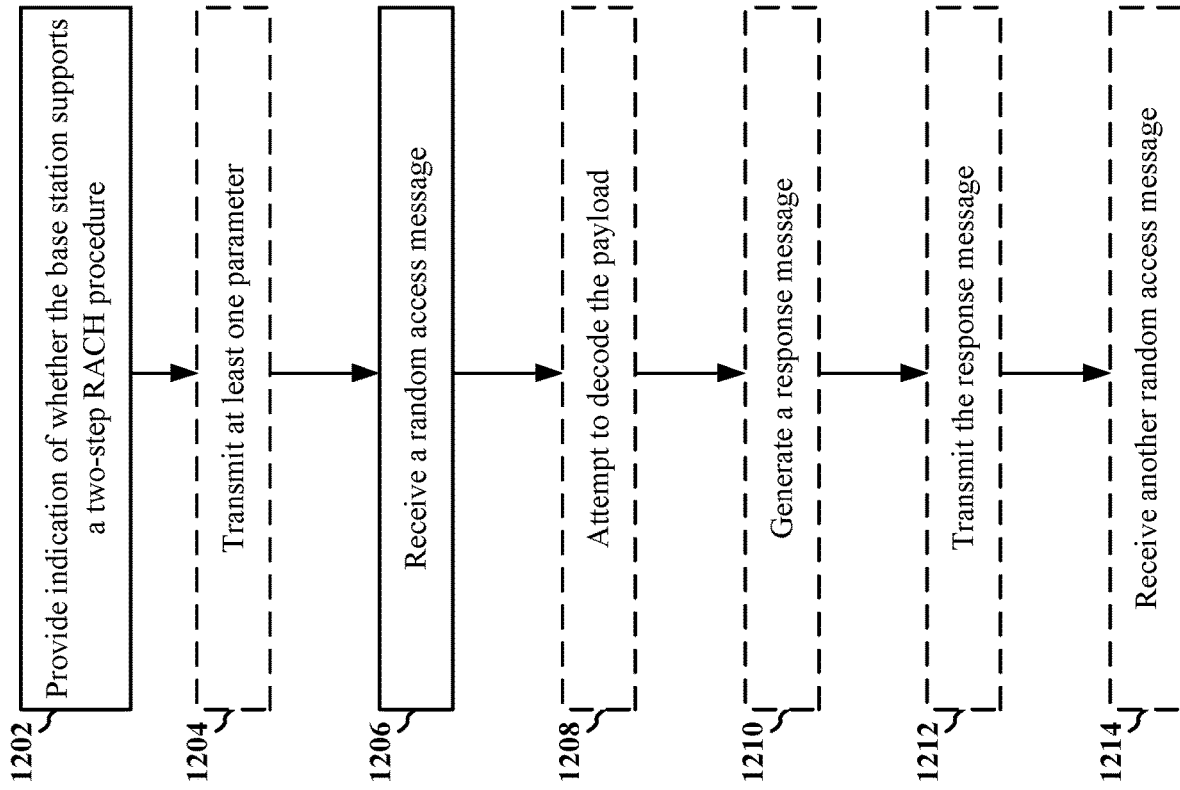 1202
Provide indication of whether the base station supports
a two-step RACH procedure
1204
Transmit at least one parameter
1206
Receive a random access message
1208
Attempt to decode the payload
1210
Generate a response message
1212
Transmit the response message
1214
Receive another random access message